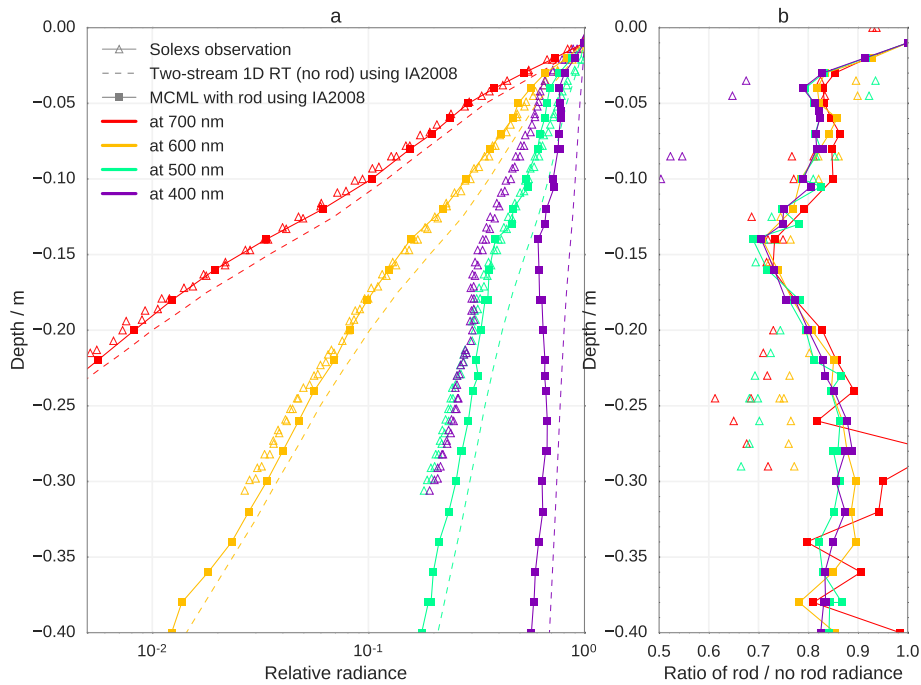 a
b
0.00
−0.05
−0.10
−0.15
−0.20
−0.25
−0.30
−0.35
−0.40
Depth / m
Solexs observation
Two-stream 1D RT (no rod) using IA2008
MCML with rod using IA2008
at 700 nm
at 600 nm
at 500 nm
at 400 nm
10⁻²
10⁻¹
10⁰
Relative radiance
0.00
−0.05
−0.10
−0.15
−0.20
−0.25
−0.30
−0.35
−0.40
Depth / m
0.5
0.6
0.7
0.8
0.9
1.0
Ratio of rod / no rod radiance